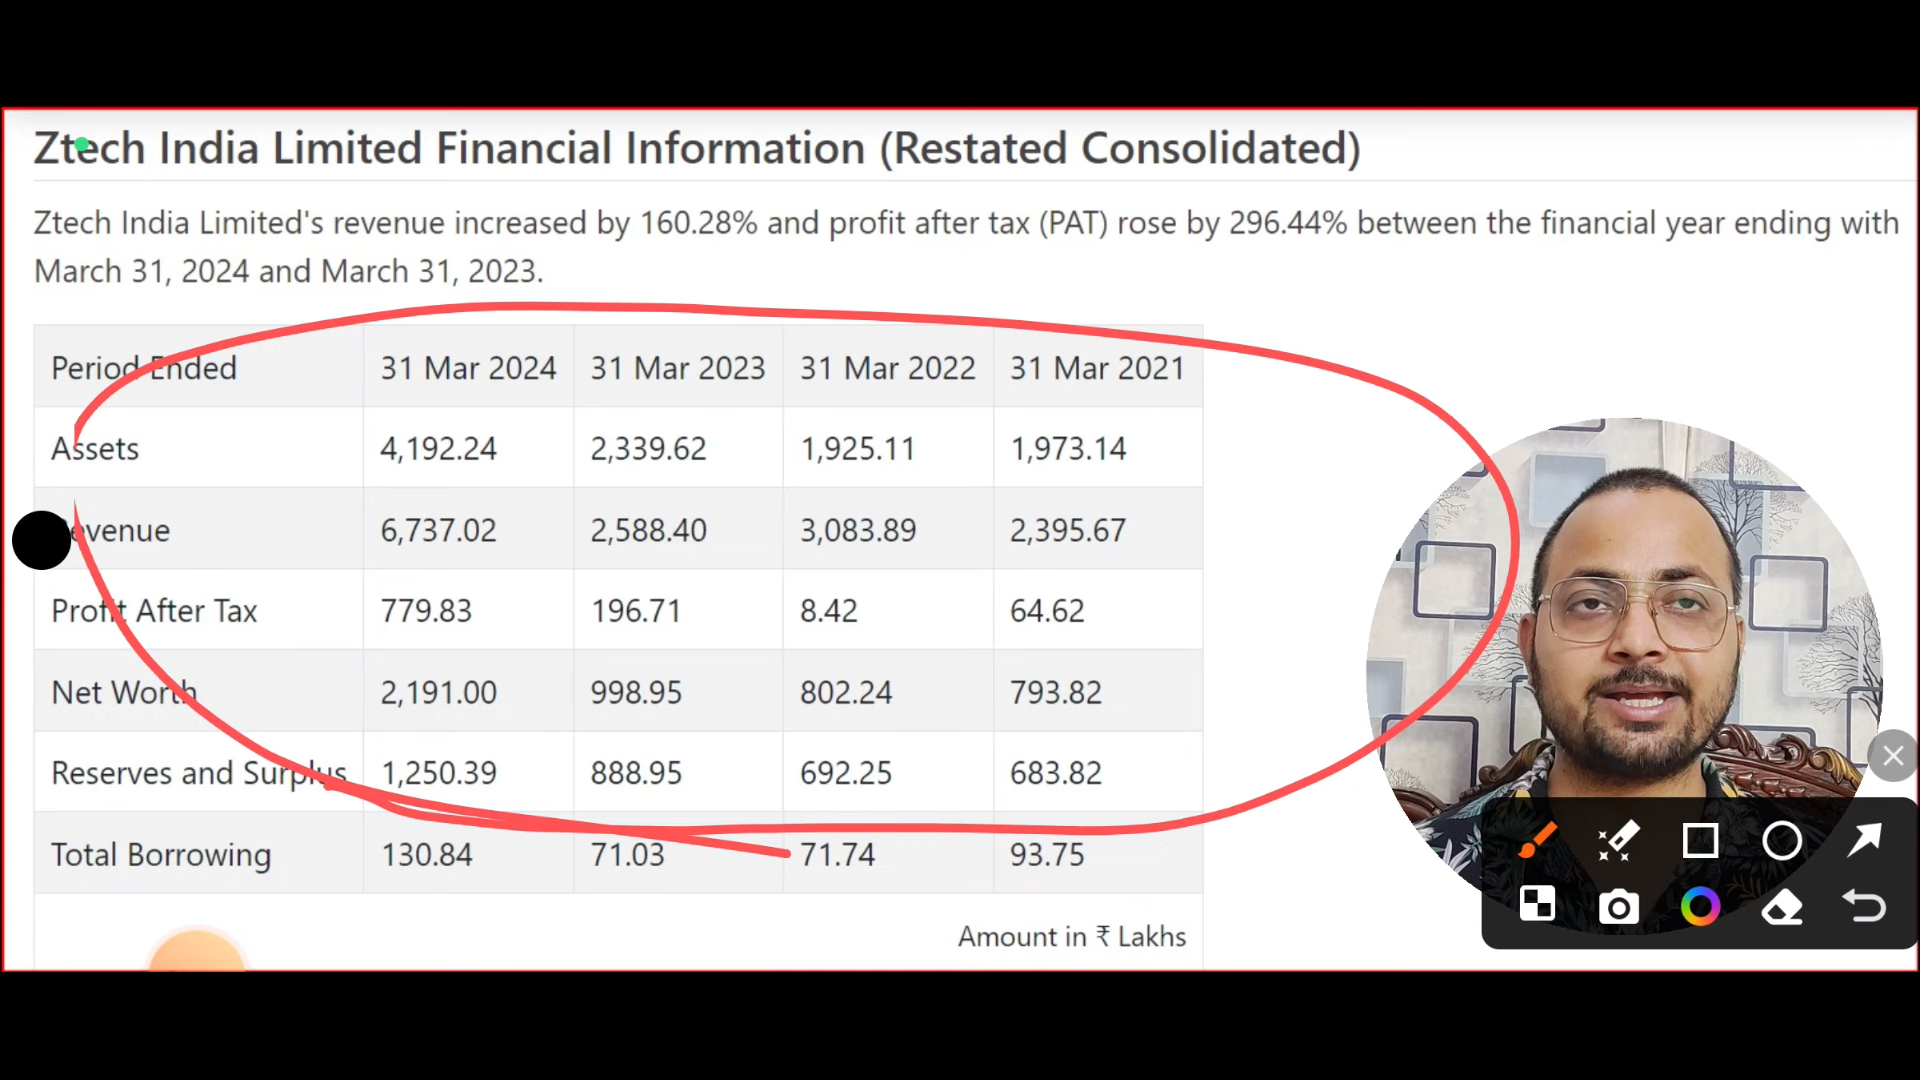 Ztech India Limited Financial Information (Restated Consolidated)
Ztech India Limited's revenue increased by 160.28% and profit after tax (PAT) rose by 296.44% between the financial year ending with
March 31, 2024 and March 31, 2023.
Period Ended 31 Mar 2024 31 Mar 2023 31 Mar 2022 31 Mar 2021
Assets 4,192.24 2,339.62 1,925.11 1,973.14
Revenue 6,737.02 2,588.40 3,083.89 2,395.67
Profit After Tax 779.83 196.71 8.42 64.62
Net Worth 2,191.00 998.95 802.24 793.82
Reserves and Surplus 1,250.39 888.95 692.25 683.82
Total Borrowing 130.84 71.03 71.74 93.75
Amount in ₹ Lakhs